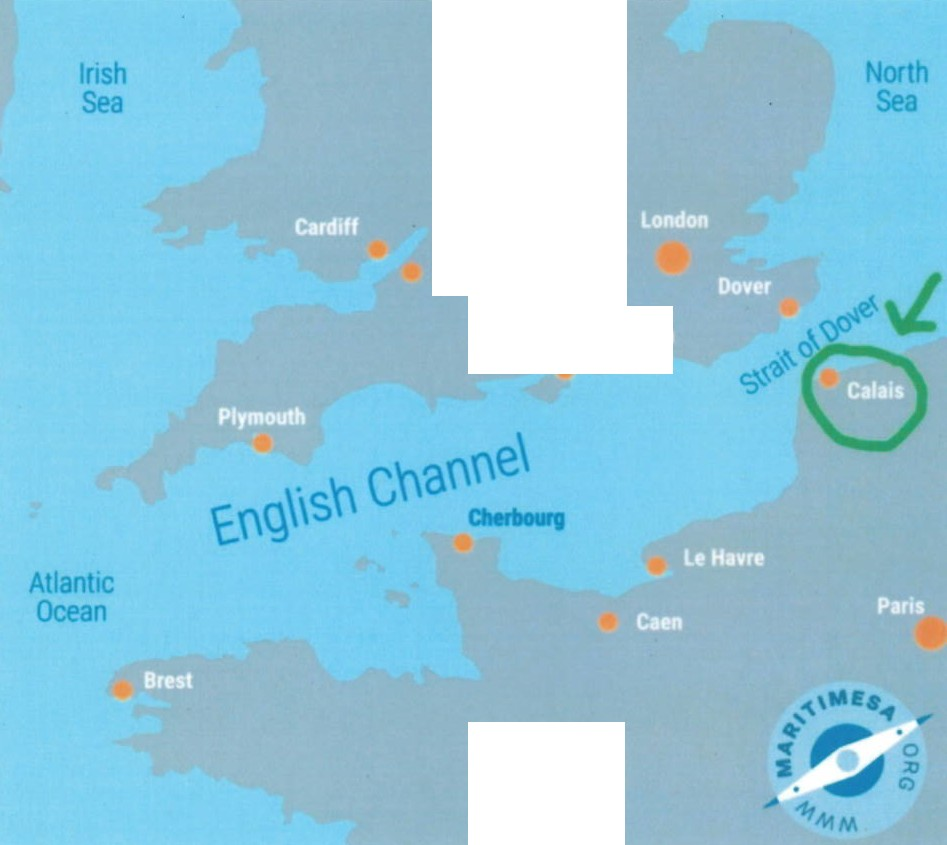 Irish
Sea
North
Sea
Cardiff
London
Dover
Strait of Dover
Calais
Plymouth
English Channel
Cherbourg
Le Havre
Atlantic
Ocean
Caen
Paris
Brest
MARITIMESA
ORG
WWW